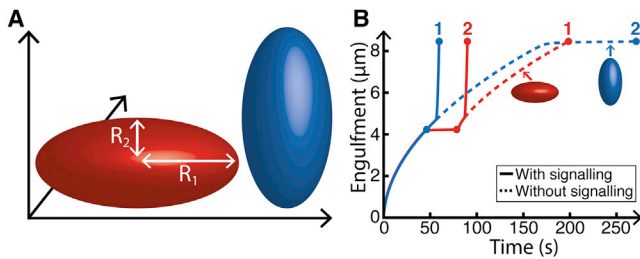 A
R₂
R₁
B
Engulfment (μm)
8
6
4
2
0
1
2
1
2
With signalling
Without signalling
0
50
100
150
200
250
Time (s)